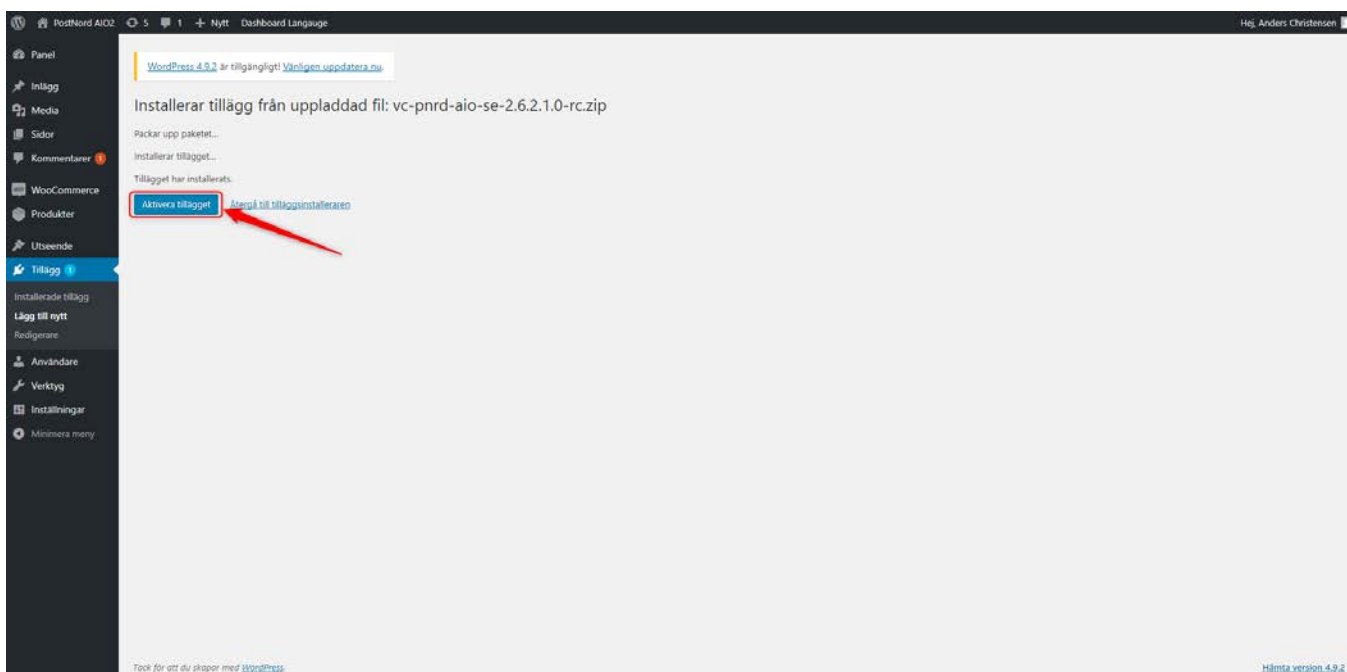 PostNord AIO2 5 1 + Nytt Dashboard Langauge Hej, Anders Christensen
Panel
Inlägg
Media
Sidor
Kommentarer 1
WooCommerce
Produkter
Utseende
Tillägg 1
Installerade tillägg
Lägg till nytt
Redigerare
Användare
Verktyg
Inställningar
Minimera meny
WordPress 4.9.2 är tillgängligt! Vänligen uppdatera nu.
Installerar tillägg från uppladdad fil: vc-pnrd-aio-se-2.6.2.1.0-rc.zip
Packar upp paketet...
Installerar tillägget...
Tillägget har installerats.
Aktivera tillägget Återgå till tilläggsinstalleraren
Tack för att du skapar med WordPress. Hämta version 4.9.2